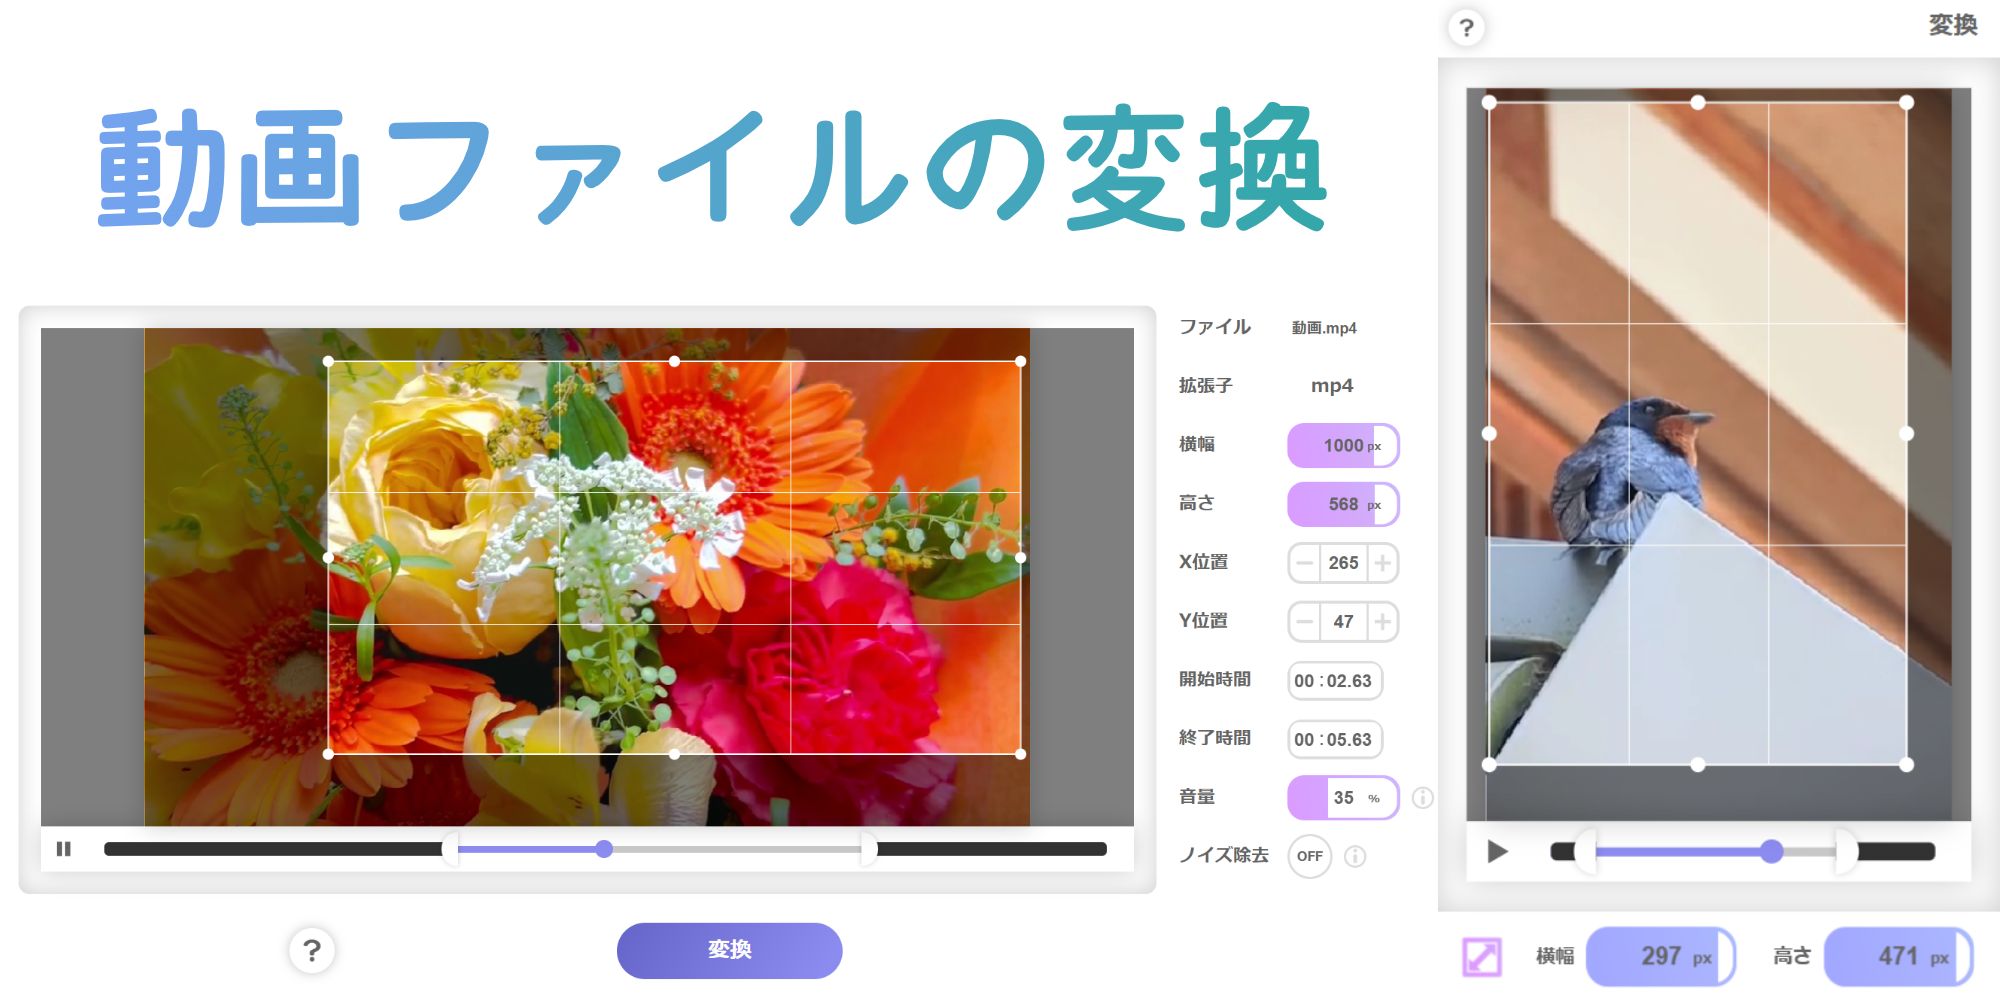 動画ファイルの変換
ファイル 動画.mp4
拡張子 mp4
横幅 1000 px
高さ 568 px
X位置 265
Y位置 47
開始時間 00:02.63
終了時間 00:05.63
音量 35 %
ノイズ除去 OFF
? 変換
? 変換
横幅 297 px 高さ 471 px